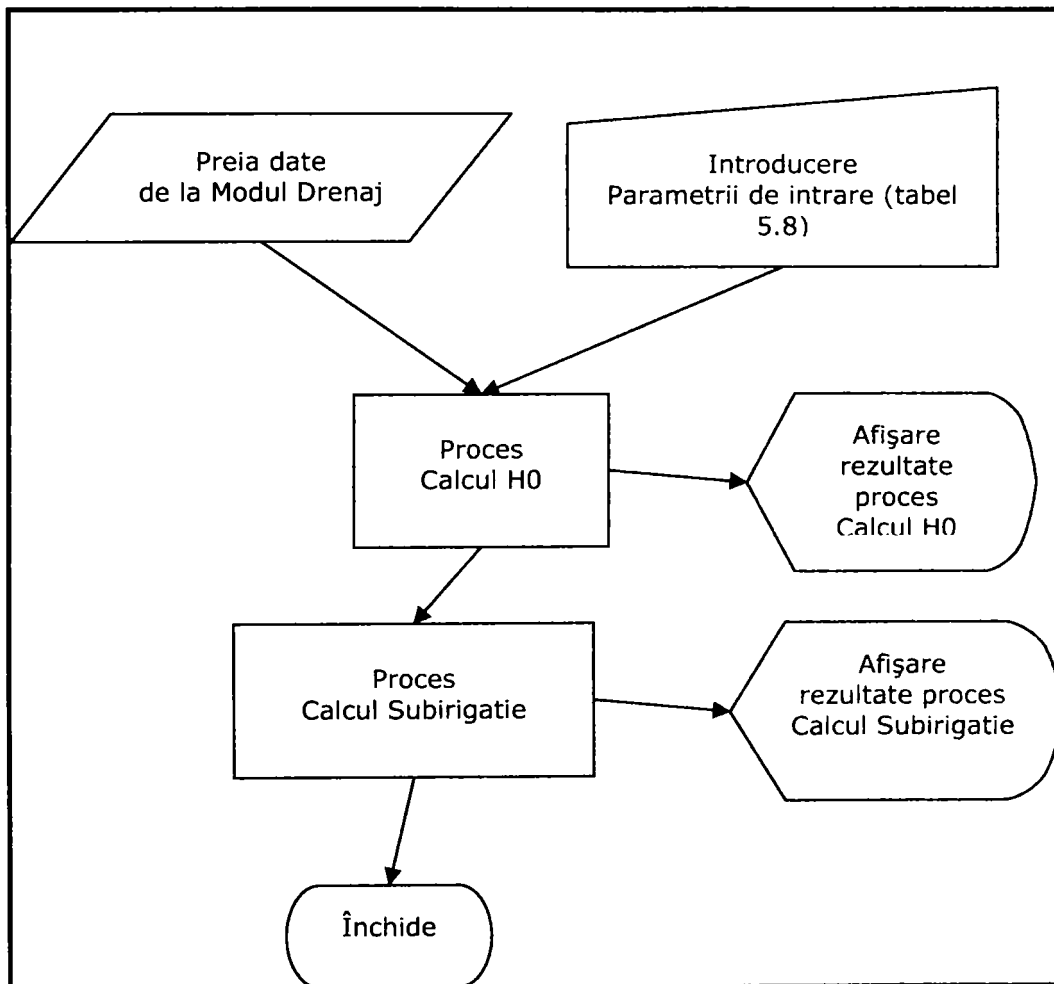 Preia date
de la Modul Drenaj
Introducere
Parametrii de intrare (tabel
5.8)
Proces
Calcul H0
Afişare
rezultate
proces
Calcul H0
Proces
Calcul Subirigatie
Afişare
rezultate proces
Calcul Subirigatie
Închide